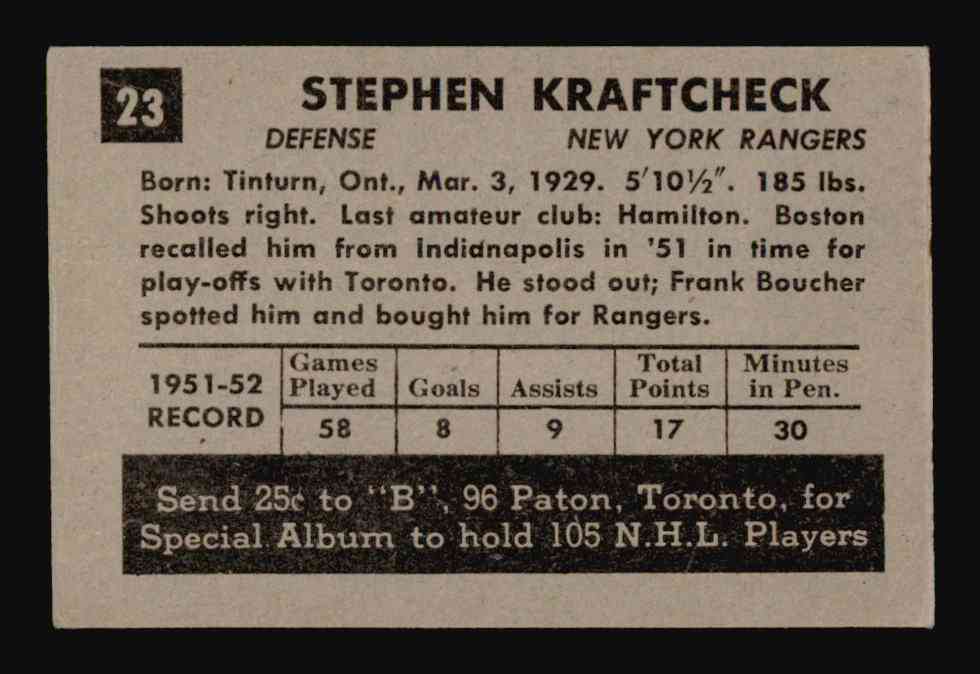 23
STEPHEN KRAFTCHECK
DEFENSE NEW YORK RANGERS
Born: Tinturn, Ont., Mar. 3, 1929. 5'10½". 185 lbs.
Shoots right. Last amateur club: Hamilton. Boston
recalled him from Indianapolis in '51 in time for
play-offs with Toronto. He stood out; Frank Boucher
spotted him and bought him for Rangers.
1951-52 RECORD
Games Played Goals Assists Total Points Minutes in Pen.
58 8 9 17 30
Send 25¢ to "B", 96 Paton, Toronto, for
Special Album to hold 105 N.H.L. Players